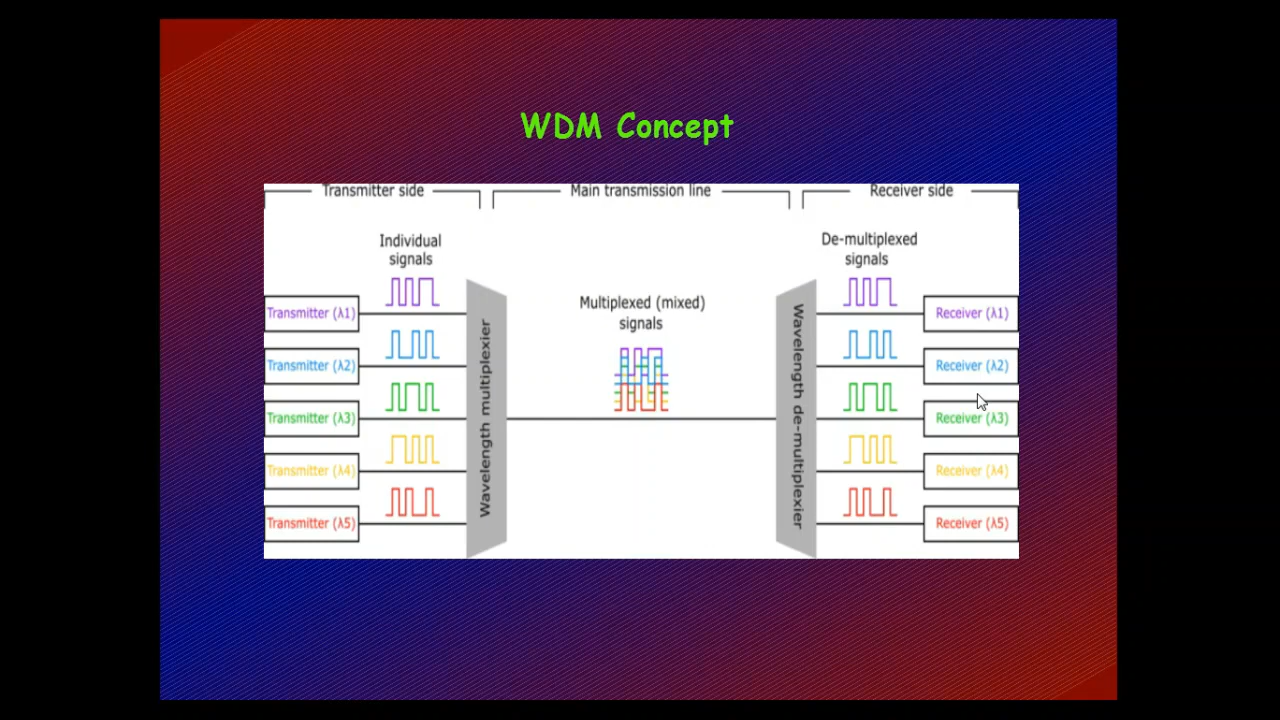 WDM Concept
Transmitter side
Main transmission line
Receiver side
Individual
signals
De-multiplexed
signals
Multiplexed (mixed)
signals
Transmitter (λ1)
Transmitter (λ2)
Transmitter (λ3)
Transmitter (λ4)
Transmitter (λ5)
Wavelength multiplexier
Wavelength de-multiplexier
Receiver (λ1)
Receiver (λ2)
Receiver (λ3)
Receiver (λ4)
Receiver (λ5)